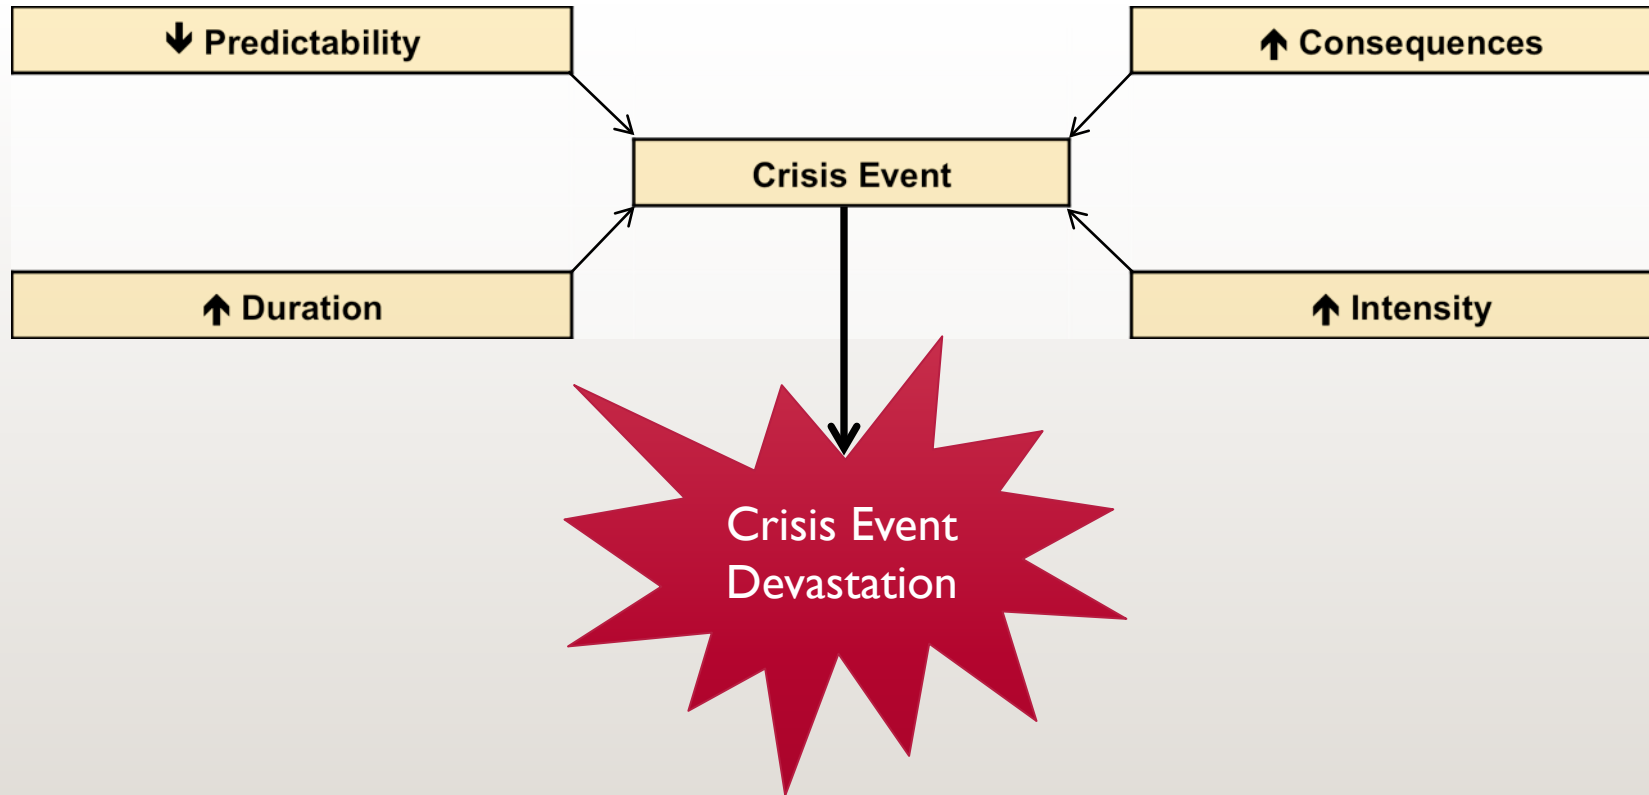 🡫 Predictability
🡩 Consequences
Crisis Event
🡩 Duration
🡩 Intensity
Crisis Event
Devastation